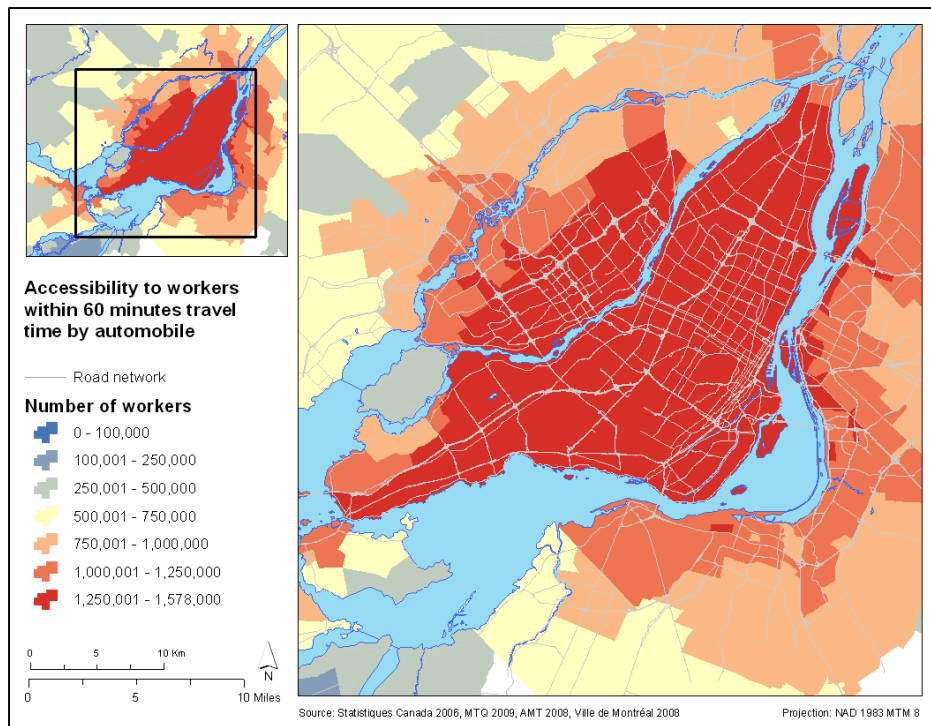 Accessibility to workers
within 60 minutes travel
time by automobile
Road network
Number of workers
0 - 100,000
100,001 - 250,000
250,001 - 500,000
500,001 - 750,000
750,001 - 1,000,000
1,000,001 - 1,250,000
1,250,001 - 1,578,000
0 5 10 Km
N
0 5 10 Miles
Source: Statistiques Canada 2006, MTQ 2009, AMT 2008, Ville de Montréal 2008
Projection: NAD 1983 MTM 8